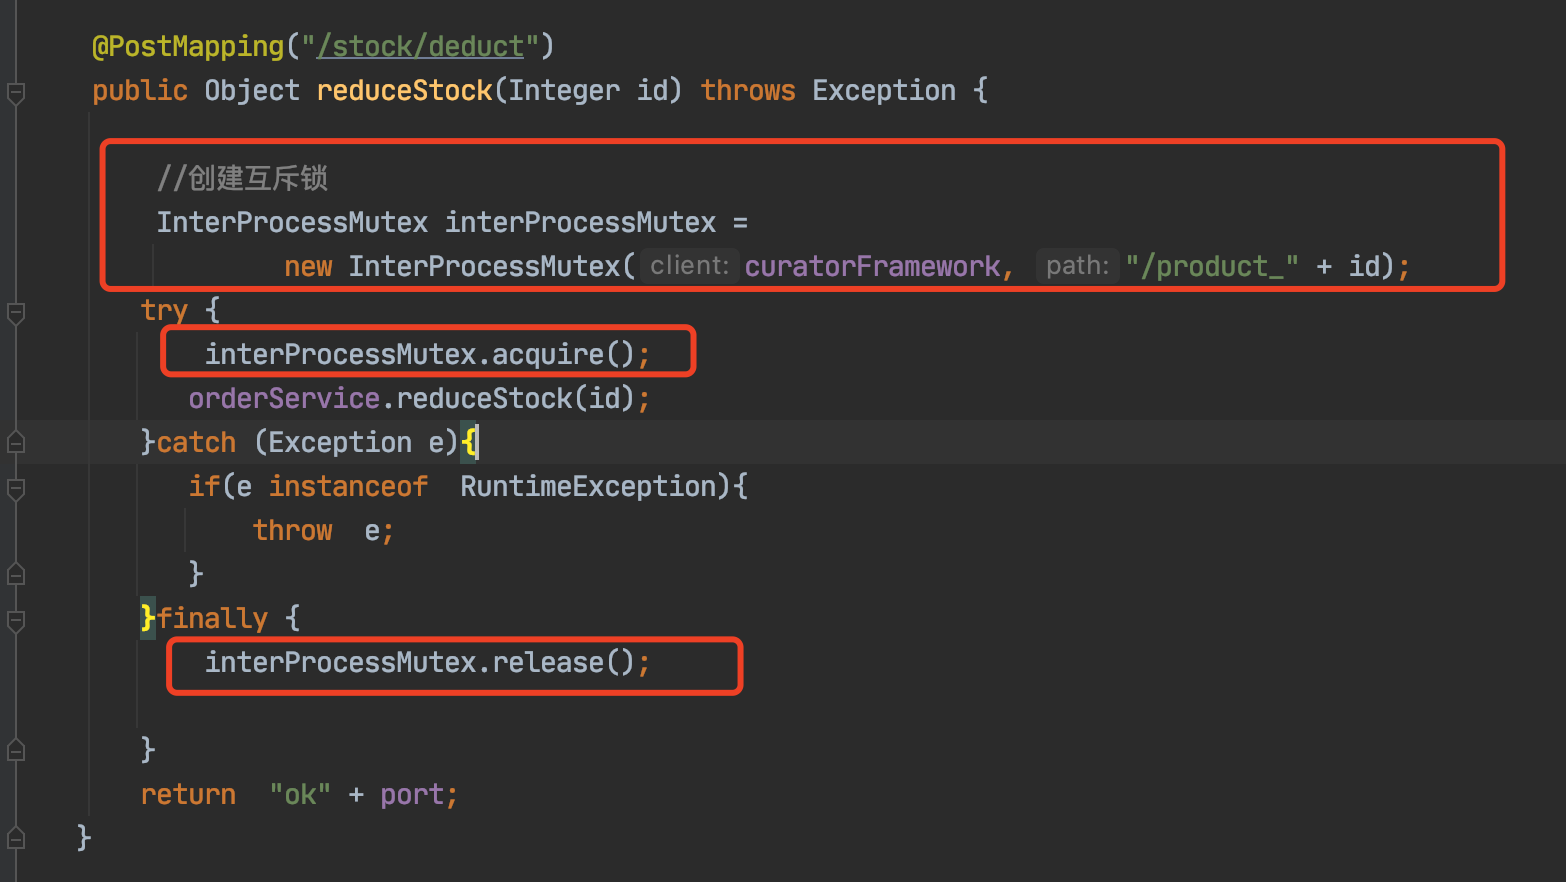 @PostMapping("/stock/deduct")
public Object reduceStock(Integer id) throws Exception {
//创建互斥锁
InterProcessMutex interProcessMutex =
new InterProcessMutex( client: curatorFramework, path: "/product_" + id);
try {
interProcessMutex.acquire();
orderService.reduceStock(id);
}catch (Exception e){
if(e instanceof  RuntimeException){
throw  e;
}
}finally {
interProcessMutex.release();
}
return  "ok" + port;
}